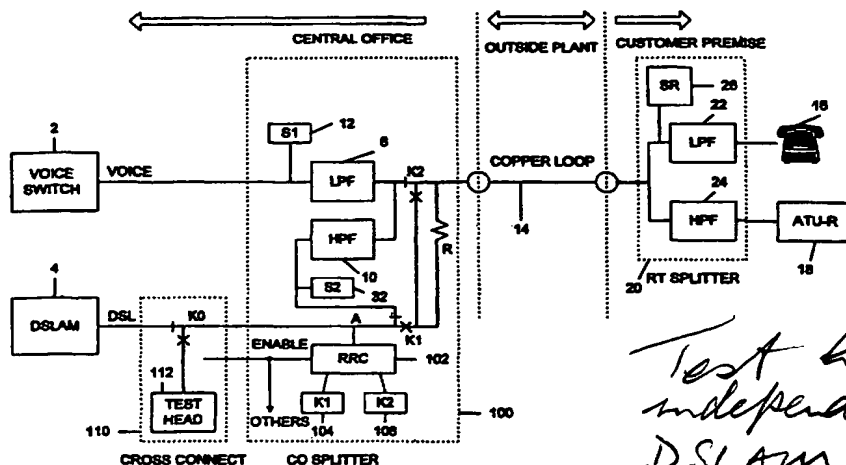 CENTRAL OFFICE
OUTSIDE PLANT
CUSTOMER PREMISE
SR
26
2
S1
12
6
22
16
VOICE SWITCH
VOICE
LPF
K2
COPPER LOOP
LPF
24
HPF
R
14
HPF
ATU-R
10
18
4
S2
32
20
RT SPLITTER
DSLAM
DSL
K0
A
K1
ENABLE
RRC
102
112
TEST HEAD
OTHERS
K1
K2
100
110
104
106
CROSS CONNECT
CO SPLITTER
Test
independ
DSLAM